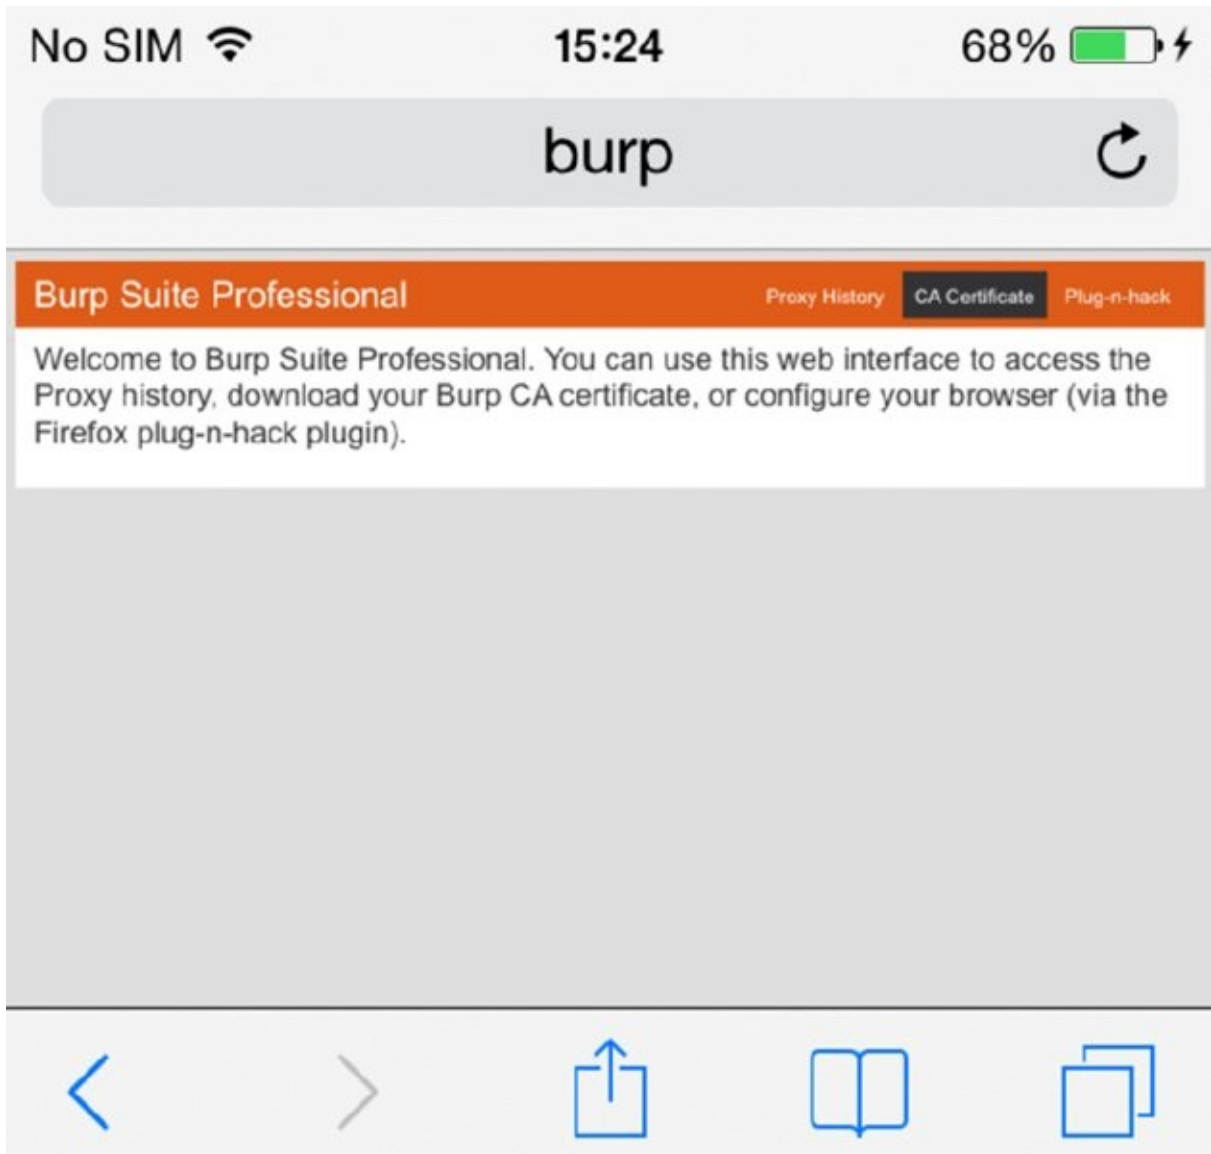 No SIM 15:24 68%
burp
Burp Suite Professional Proxy History CA Certificate Plug-n-hack
Welcome to Burp Suite Professional. You can use this web interface to access the
Proxy history, download your Burp CA certificate, or configure your browser (via the
Firefox plug-n-hack plugin).